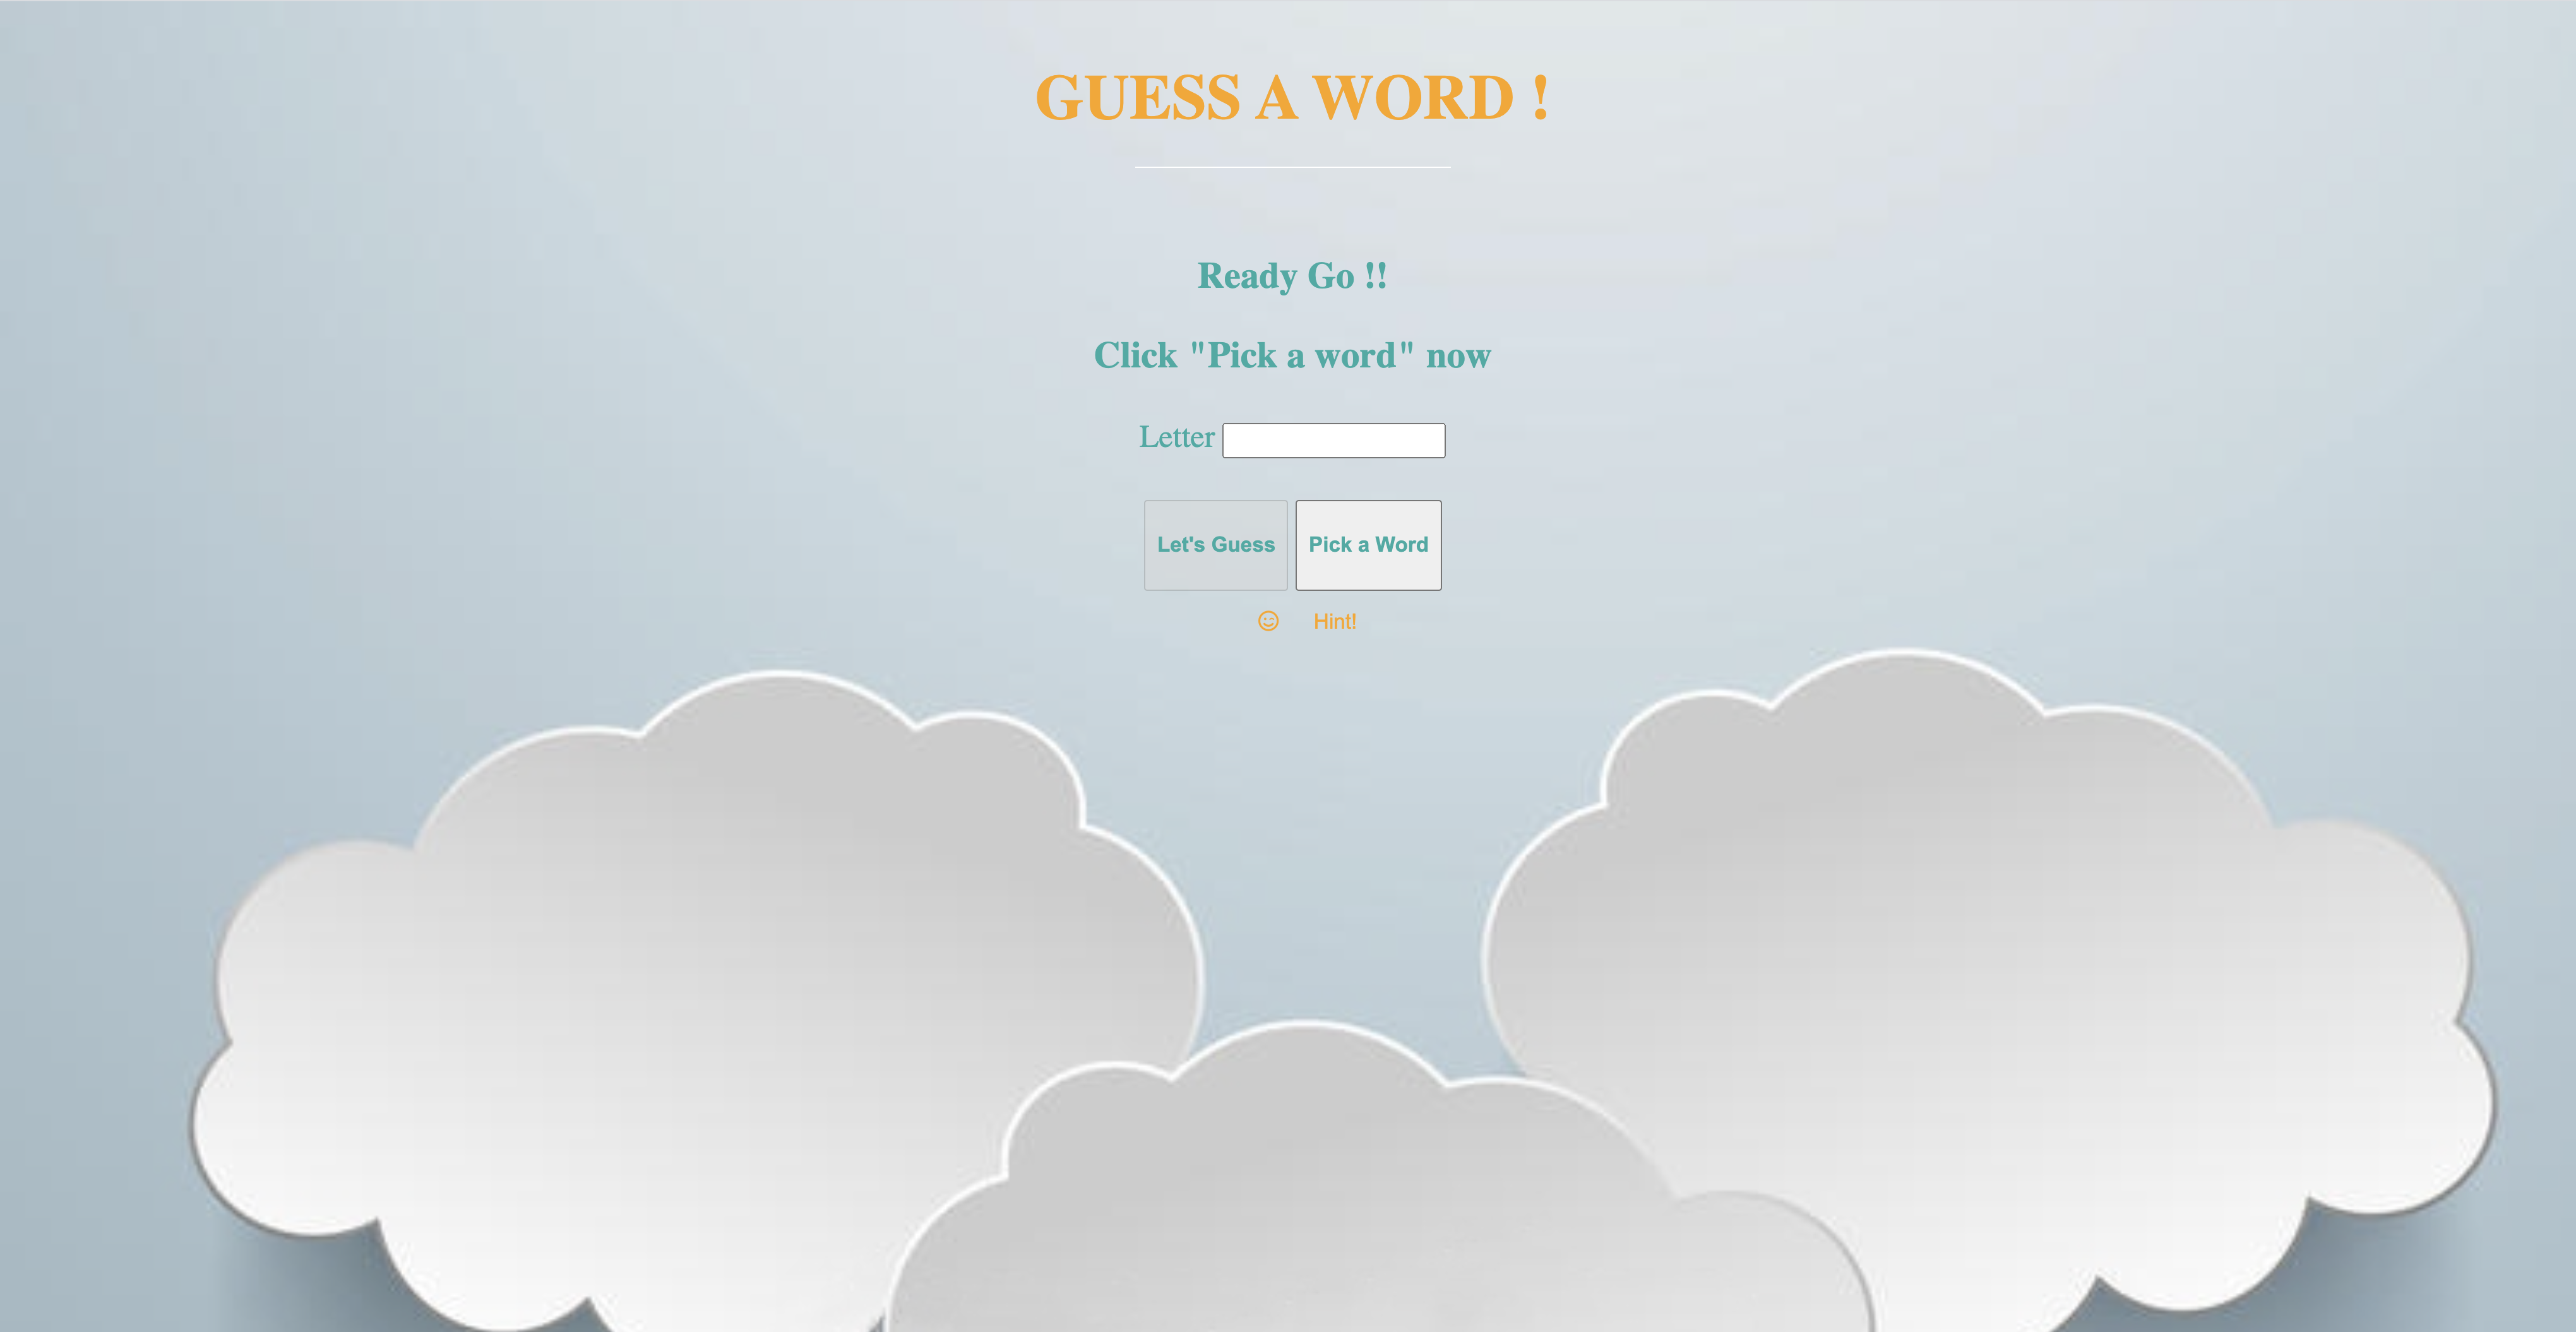 GUESS A WORD !
Ready Go !!
Click "Pick a word" now
Letter
Let's Guess Pick a Word
Hint!